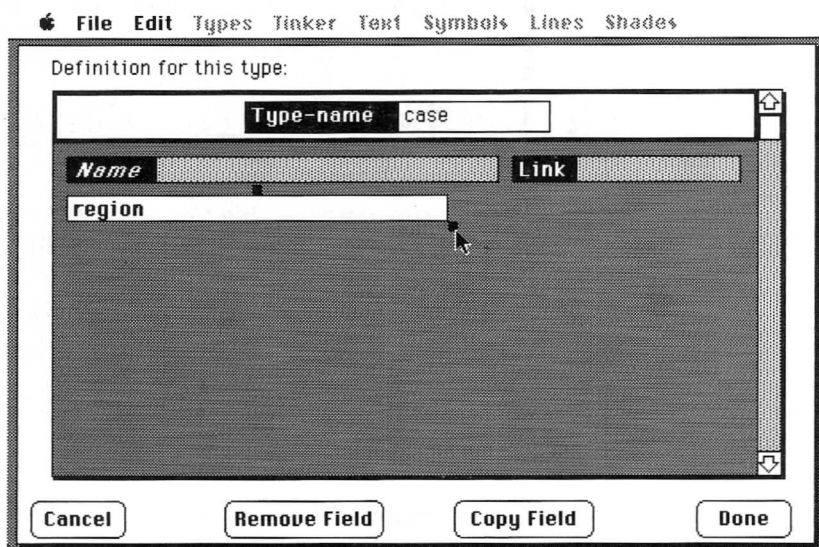 File Edit Types Tinker Text Symbols Lines Shades
Definition for this type:
Type-name case
Name Link
region
Cancel Remove Field Copy Field Done